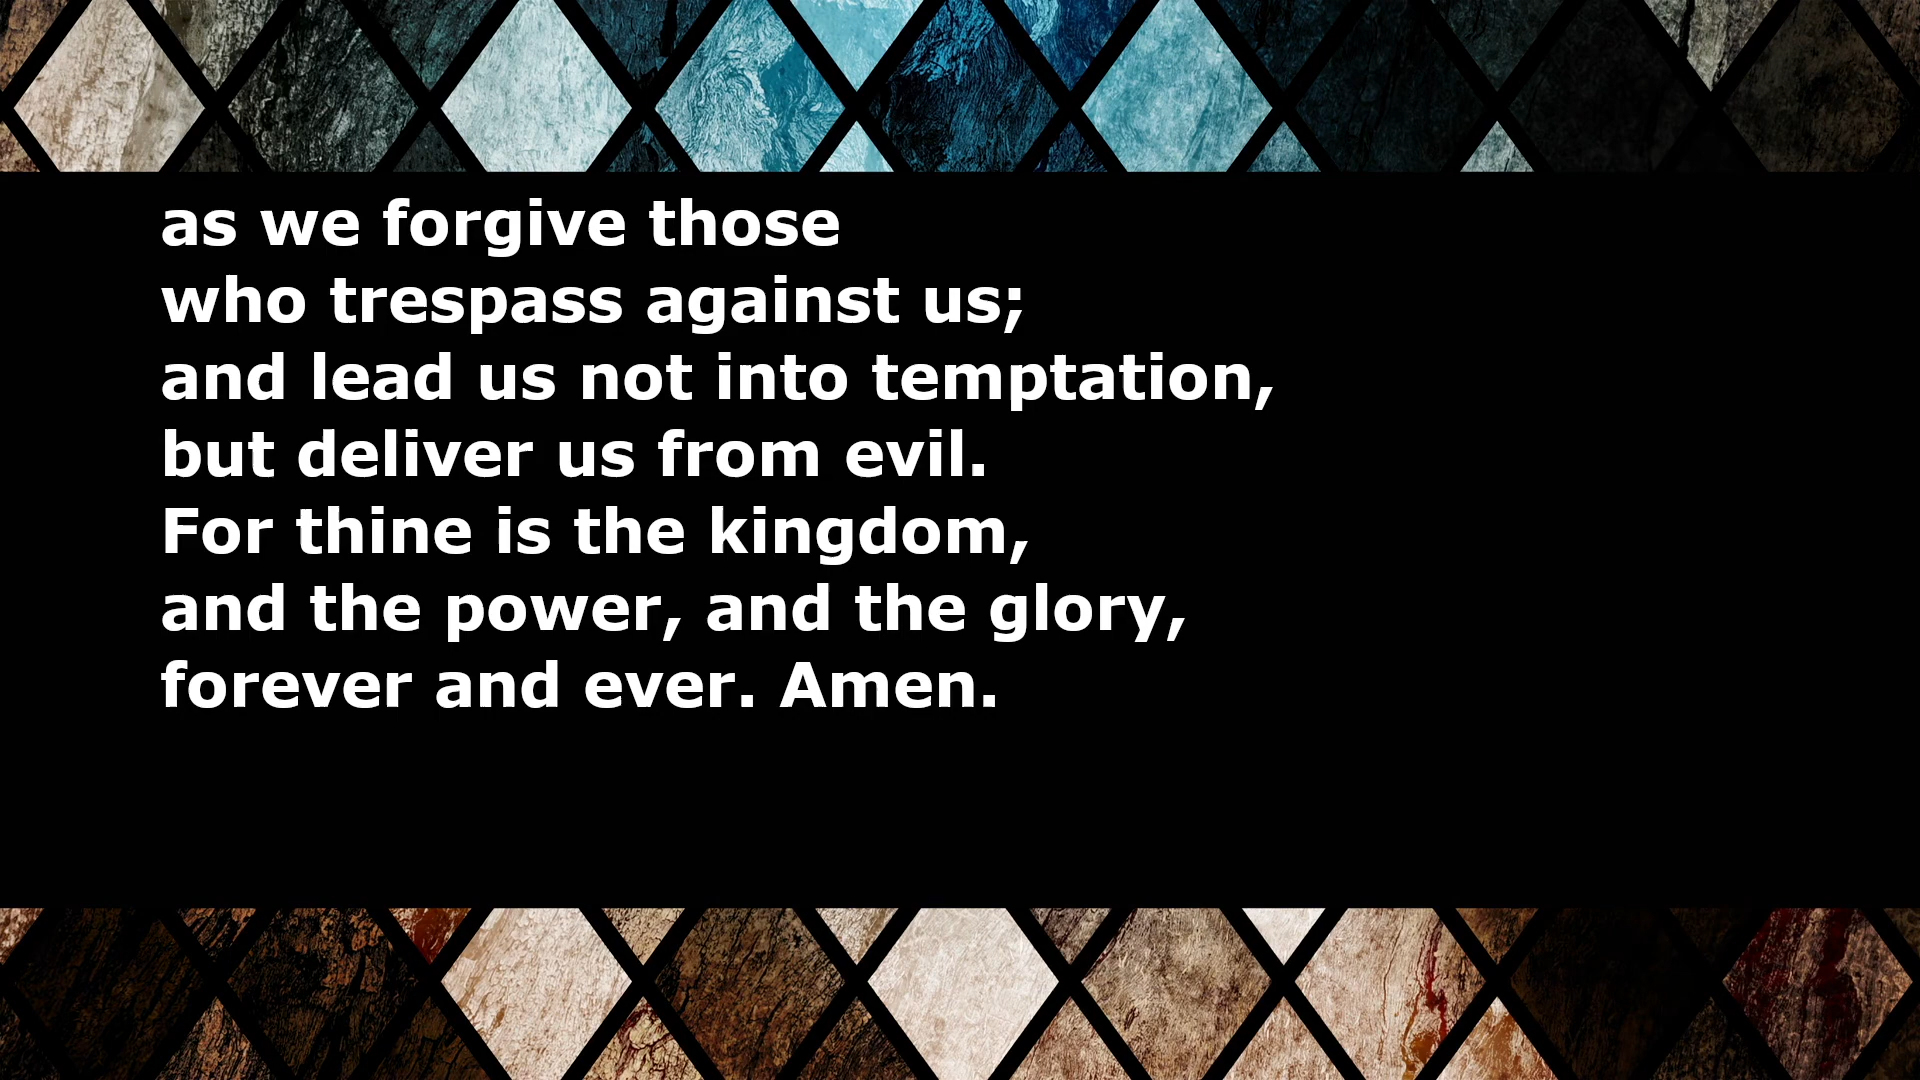 as we forgive those
who trespass against us;
and lead us not into temptation,
but deliver us from evil.
For thine is the kingdom,
and the power, and the glory,
forever and ever. Amen.